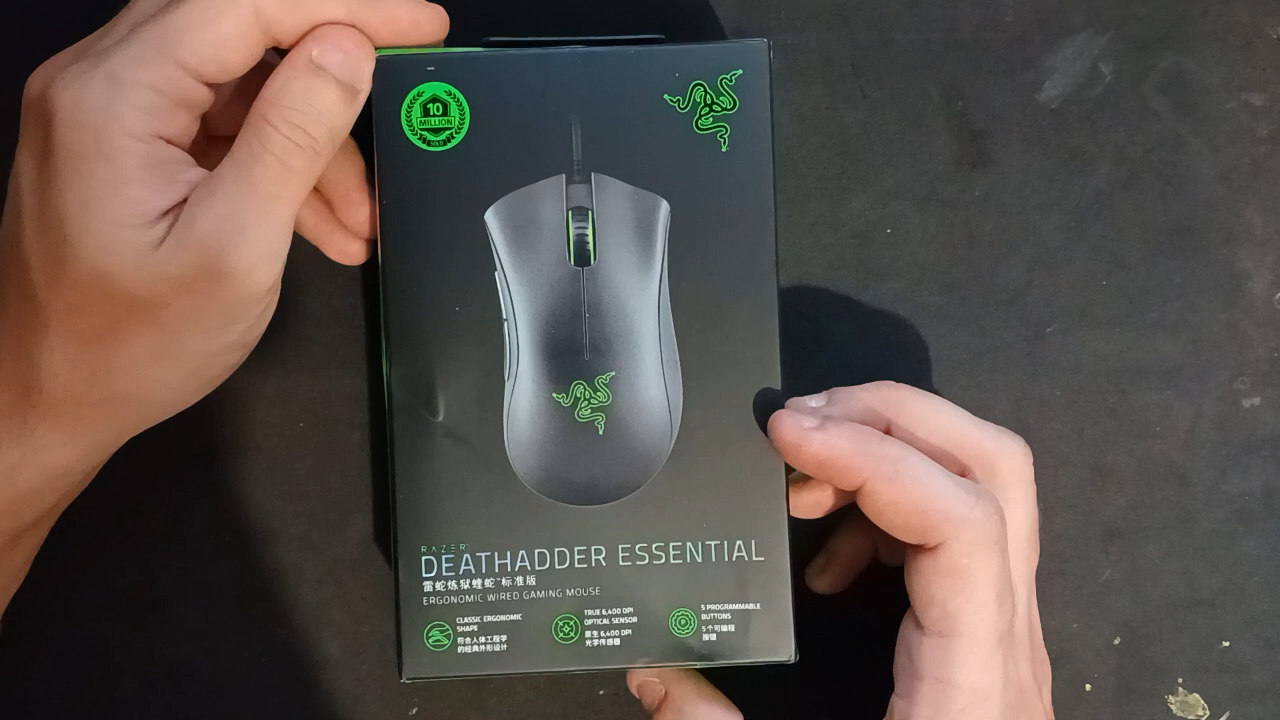 10
MILLION
SOLD
RAZER
DEATHADDER ESSENTIAL
雷蛇炼狱蝰蛇™标准版
ERGONOMIC WIRED GAMING MOUSE
CLASSIC ERGONOMIC
SHAPE
符合人体工程学
的经典外形设计
TRUE 6,400 DPI
OPTICAL SENSOR
原生 6,400 DPI
光学传感器
5 PROGRAMMABLE
BUTTONS
5 个可编程
按键